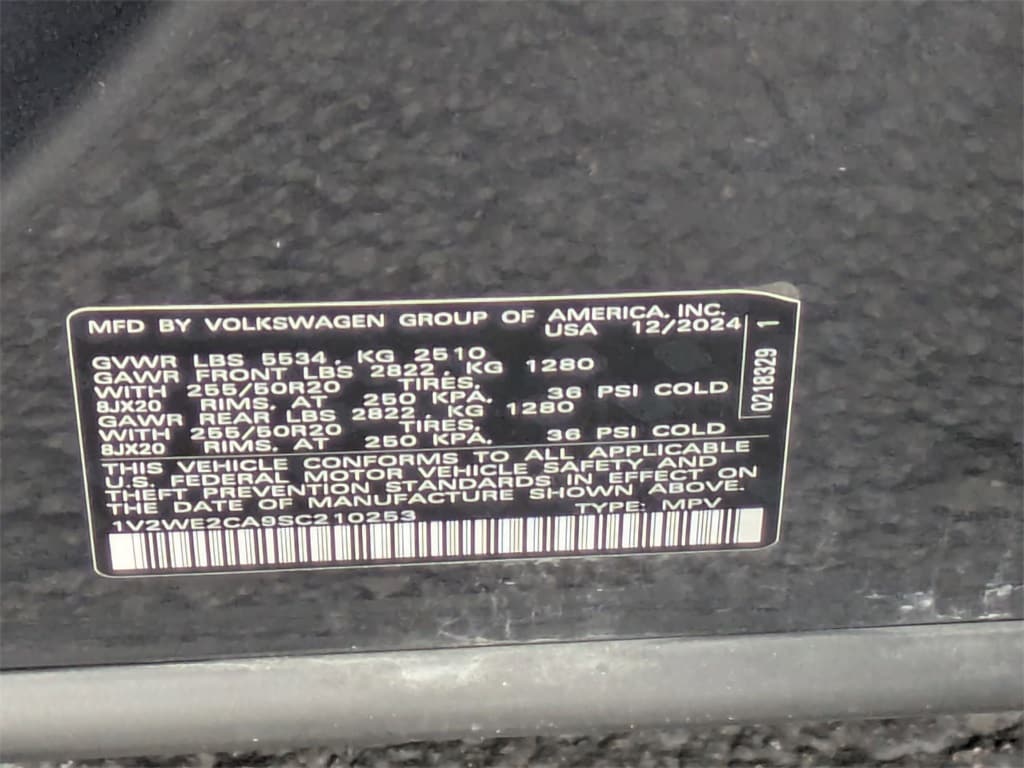 MFD BY VOLKSWAGEN GROUP OF AMERICA, INC.
USA 12/2024
GVWR LBS 5534. KG 2510
GAWR FRONT LBS 2822. KG 1280
WITH 255/50R20 TIRES,
8JX20 RIMS, AT 250 KPA, 36 PSI COLD
GAWR REAR LBS 2822. KG 1280
WITH 255/50R20 TIRES,
8JX20 RIMS, AT 250 KPA, 36 PSI COLD
THIS VEHICLE CONFORMS TO ALL APPLICABLE
U.S. FEDERAL MOTOR VEHICLE SAFETY AND
THEFT PREVENTION STANDARDS IN EFFECT ON
THE DATE OF MANUFACTURE SHOWN ABOVE.
1V2WE2CA9SC210253 TYPE: MPV
0218329 1